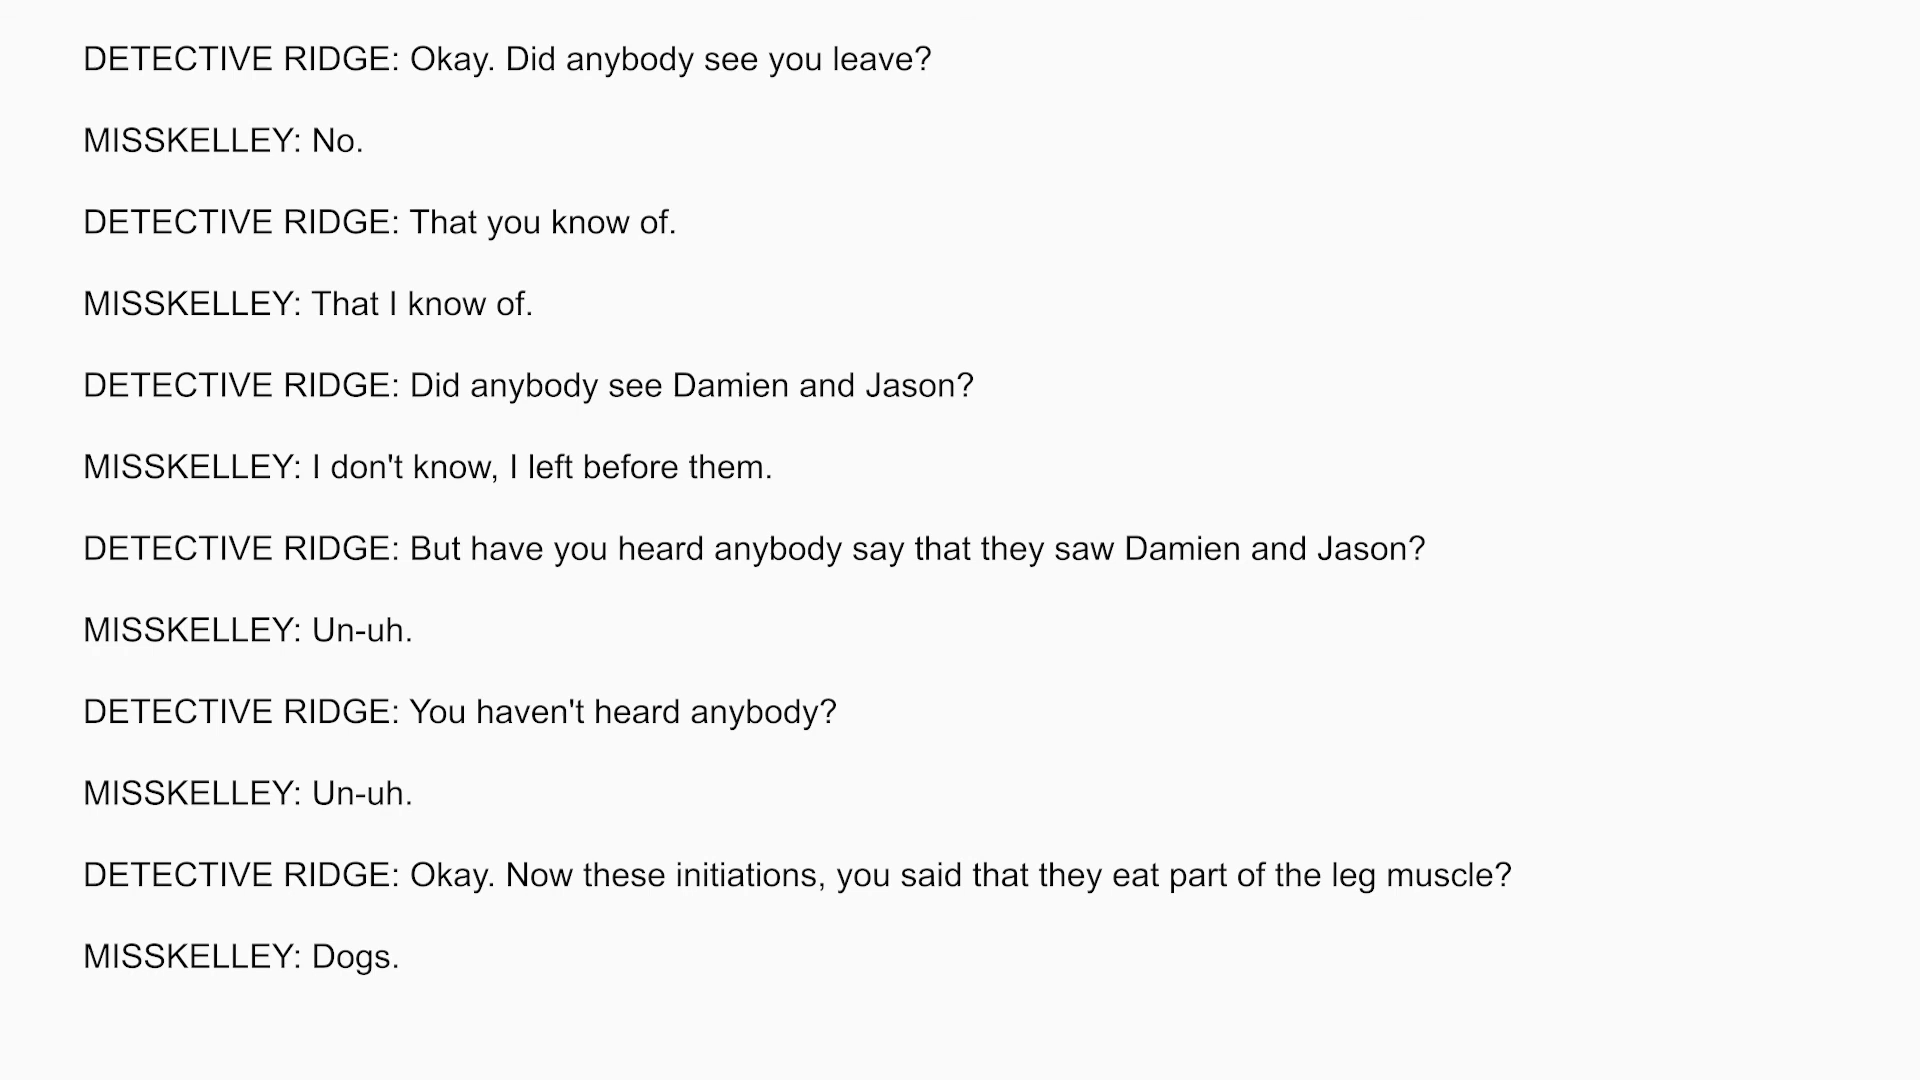 DETECTIVE RIDGE: Okay. Did anybody see you leave?
MISSKELLEY: No.
DETECTIVE RIDGE: That you know of.
MISSKELLEY: That I know of.
DETECTIVE RIDGE: Did anybody see Damien and Jason?
MISSKELLEY: I don't know, I left before them.
DETECTIVE RIDGE: But have you heard anybody say that they saw Damien and Jason?
MISSKELLEY: Un-uh.
DETECTIVE RIDGE: You haven't heard anybody?
MISSKELLEY: Un-uh.
DETECTIVE RIDGE: Okay. Now these initiations, you said that they eat part of the leg muscle?
MISSKELLEY: Dogs.